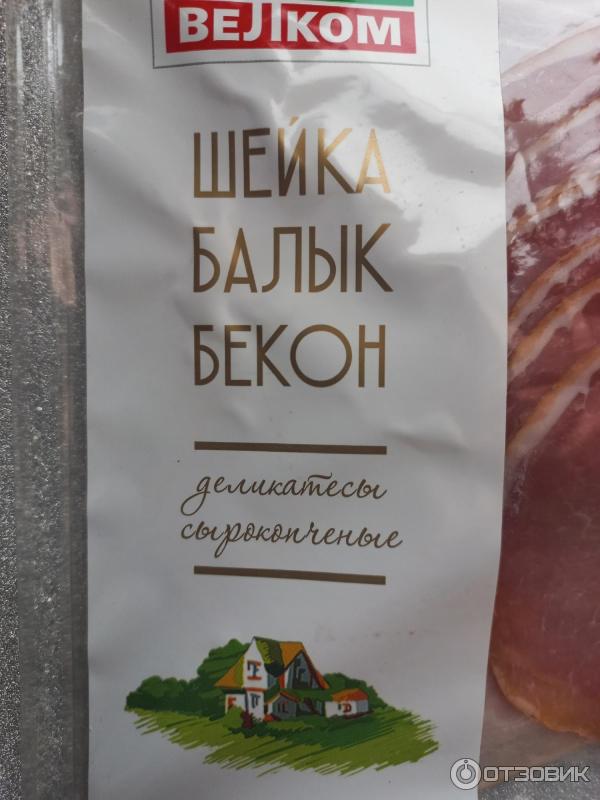 ВЕЛКОМ
ШЕЙКА
БАЛЫК
БЕКОН
деликатесы
сырокопченые
ОТЗОВИК